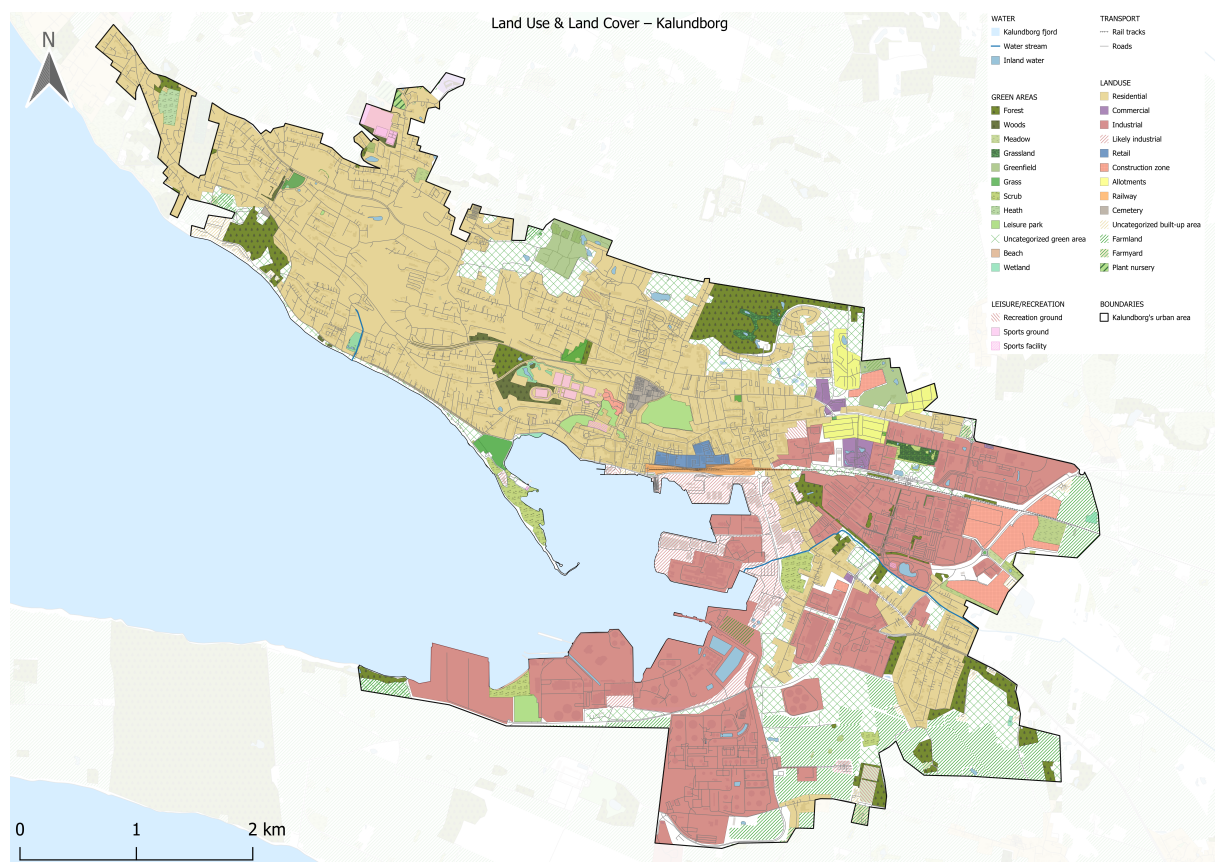 Land Use & Land Cover – Kalundborg
N
WATER
Kalundborg fjord
Water stream
Inland water
TRANSPORT
Rail tracks
Roads
GREEN AREAS
Forest
Woods
Meadow
Grassland
Greenfield
Grass
Scrub
Heath
Leisure park
Uncategorized green area
Beach
Wetland
LANDUSE
Residential
Commercial
Industrial
Likely industrial
Retail
Construction zone
Allotments
Railway
Cemetery
Uncategorized built-up area
Farmland
Farmyard
Plant nursery
LEISURE/RECREATION
Recreation ground
Sports ground
Sports facility
BOUNDARIES
Kalundborg's urban area
0 1 2 km